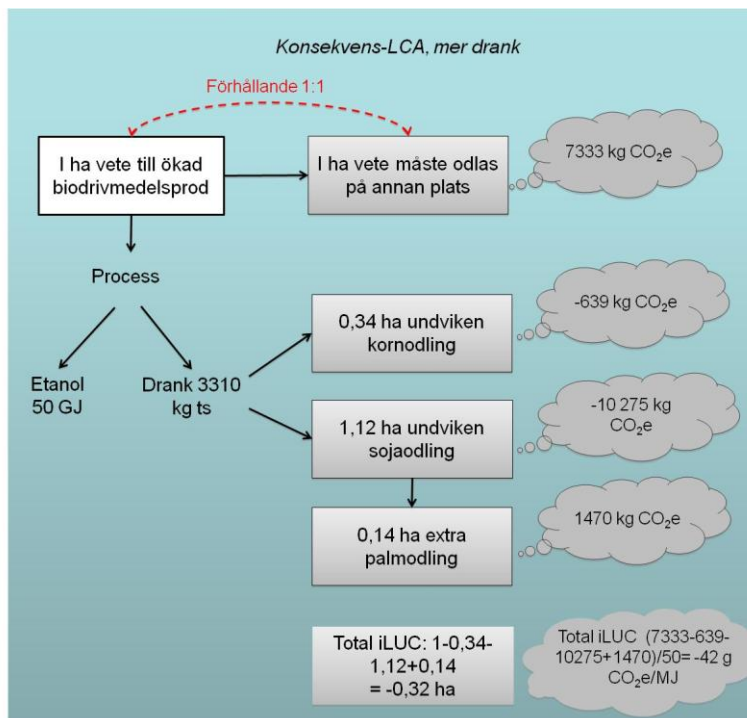 Konsekvens-LCA, mer drank
Förhållande 1:1
I ha vete till ökad
biodrivmedelsprod
I ha vete måste odlas
på annan plats
7333 kg CO₂e
Process
Etanol
50 GJ
Drank 3310
kg ts
0,34 ha undviken
kornodling
-639 kg CO₂e
1,12 ha undviken
sojaodling
-10 275 kg
CO₂e
0,14 ha extra
palmodling
1470 kg CO₂e
Total iLUC: 1-0,34-
1,12+0,14
= -0,32 ha
Total iLUC (7333-639-
10275+1470)/50= -42 g
CO₂e/MJ